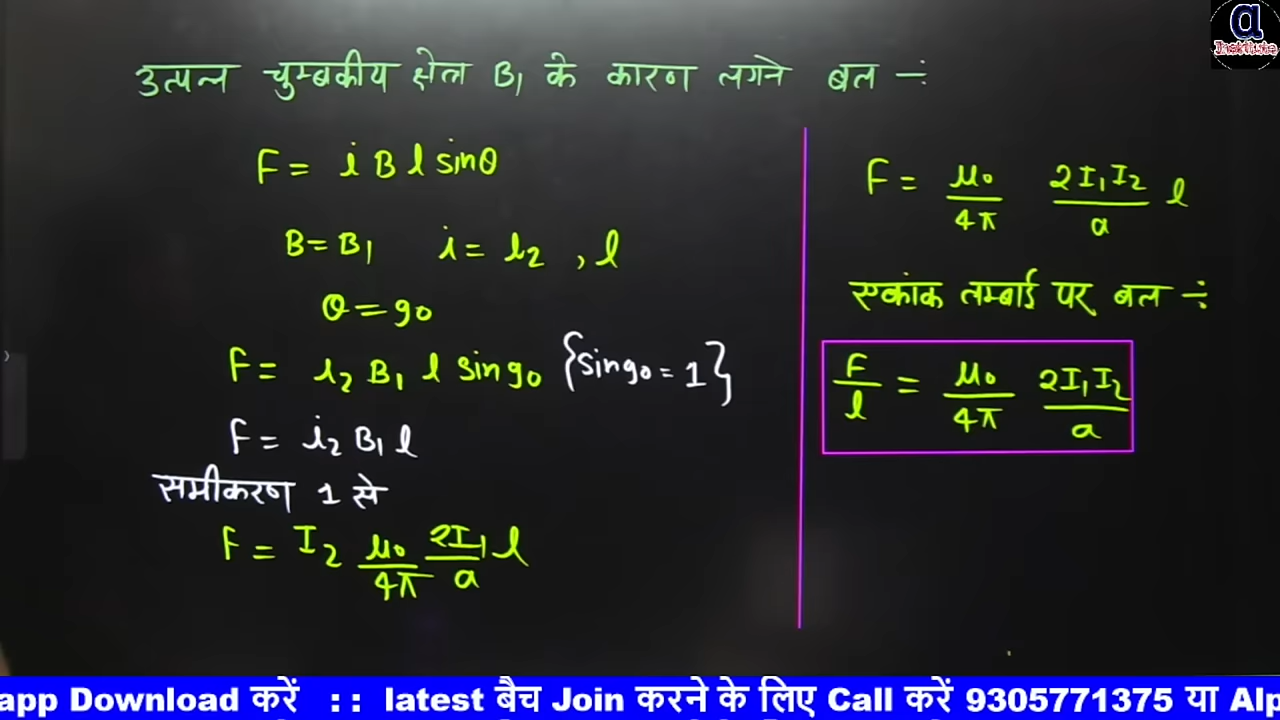 उत्पन्न चुम्बकीय क्षेत्र B₁ के कारण लगने बल ÷
F = i B l sinθ
B = B₁ i = i₂ , l
θ = 90
F = i₂ B₁ l sin90 {sin90 = 1}
F = i₂ B₁ l
समीकरण 1 से
F = I₂ μ₀/4π 2I₁/a l
F = μ₀/4π 2I₁I₂/a l
एकांक लम्बाई पर बल ÷
F/l = μ₀/4π 2I₁I₂/a
a
Institute
app Download करें :: latest बैच Join करने के लिए Call करें 9305771375 या Alp